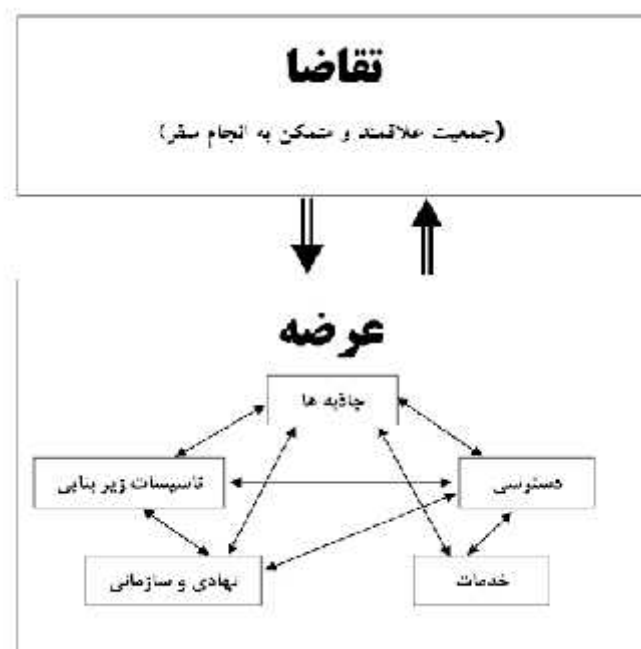 تقاضا
(جمعیت علاقمند و متمکن به انجام سفر)
عرضه
جاذبه ها
تاسیسات زیر بنایی
دسترسی
نهادی و سازمانی
خدمات